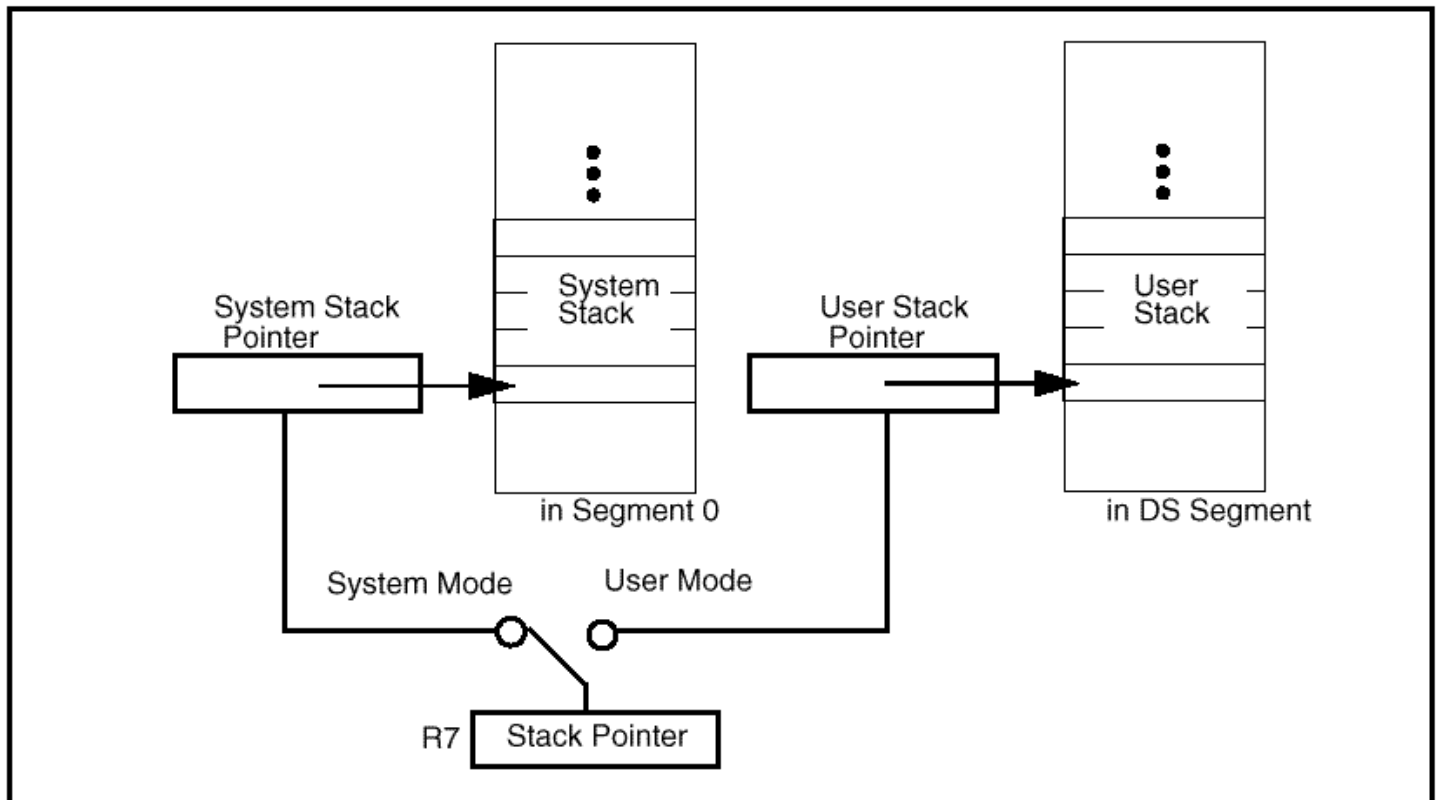 System
Stack
User
Stack
System Stack
Pointer
User Stack
Pointer
in Segment 0
in DS Segment
System Mode
User Mode
R7
Stack Pointer